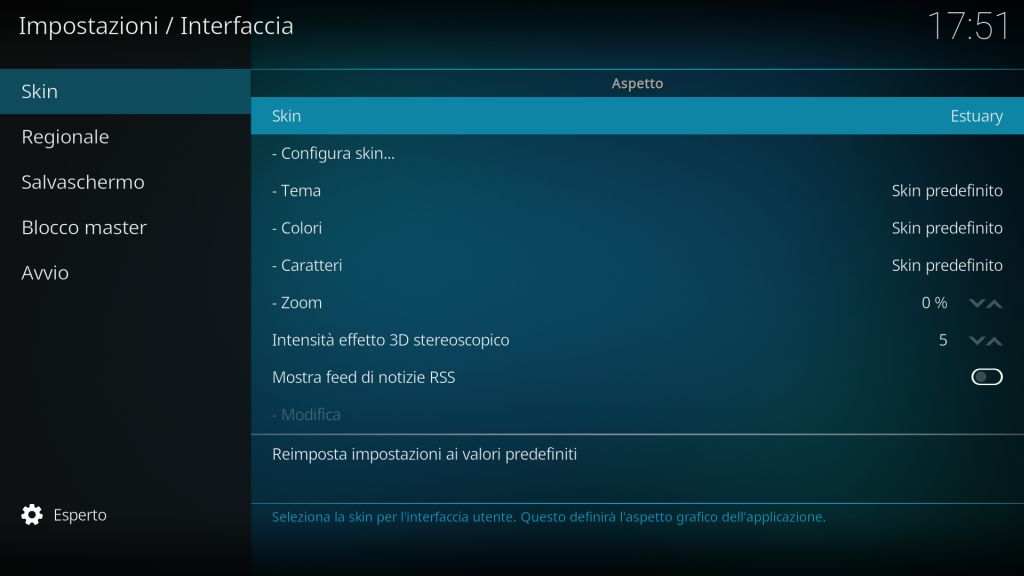 Impostazioni / Interfaccia
17:51
Skin
Regionale
Salvaschermo
Blocco master
Avvio
Esperto
Aspetto
Skin Estuary
- Configura skin...
- Tema Skin predefinito
- Colori Skin predefinito
- Caratteri Skin predefinito
- Zoom 0 %
Intensità effetto 3D stereoscopico 5
Mostra feed di notizie RSS
- Modifica
Reimposta impostazioni ai valori predefiniti
Seleziona la skin per l'interfaccia utente. Questo definirà l'aspetto grafico dell'applicazione.